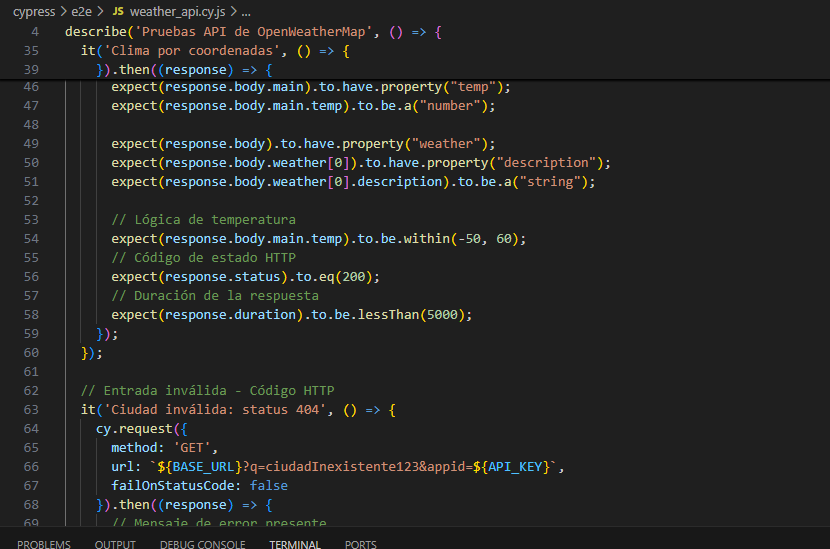 cypress > e2e > JS weather_api.cy.js > ...
4 describe('Pruebas API de OpenWeatherMap', () => {
35 it('Clima por coordenadas', () => {
39 }).then((response) => {
46 expect(response.body.main).to.have.property("temp");
47 expect(response.body.main.temp).to.be.a("number");
48
49 expect(response.body).to.have.property("weather");
50 expect(response.body.weather[0]).to.have.property("description");
51 expect(response.body.weather[0].description).to.be.a("string");
52
53 // Lógica de temperatura
54 expect(response.body.main.temp).to.be.within(-50, 60);
55 // Código de estado HTTP
56 expect(response.status).to.eq(200);
57 // Duración de la respuesta
58 expect(response.duration).to.be.lessThan(5000);
59 });
60 });
61
62 // Entrada inválida - Código HTTP
63 it('Ciudad inválida: status 404', () => {
64 cy.request({
65 method: 'GET',
66 url: `${BASE_URL}?q=ciudadInexistente123&appid=${API_KEY}`,
67 failOnStatusCode: false
68 }).then((response) => {
69 // Mensaje de error presente
PROBLEMS OUTPUT DEBUG CONSOLE TERMINAL PORTS